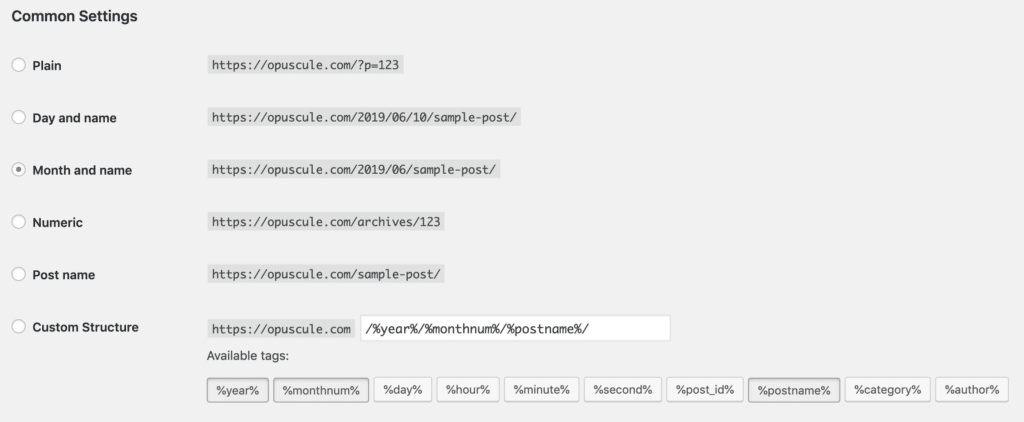 Common Settings
Plain https://opuscule.com/?p=123
Day and name https://opuscule.com/2019/06/10/sample-post/
Month and name https://opuscule.com/2019/06/sample-post/
Numeric https://opuscule.com/archives/123
Post name https://opuscule.com/sample-post/
Custom Structure https://opuscule.com /%year%/%monthnum%/%postname%/
Available tags:
%year% %monthnum% %day% %hour% %minute% %second% %post_id% %postname% %category% %author%